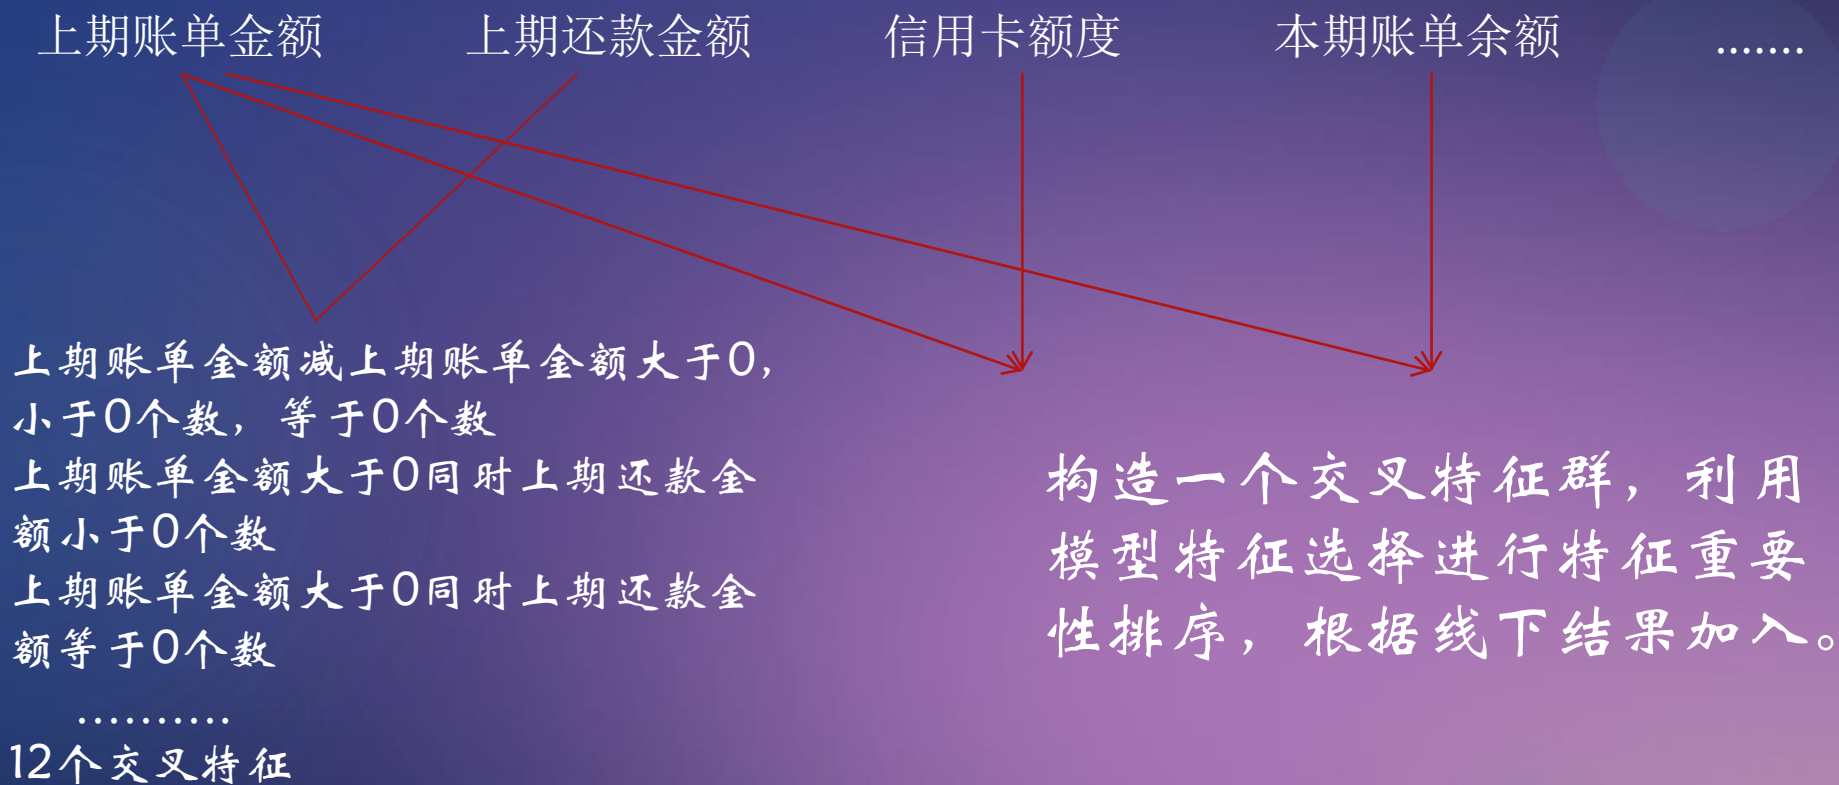 上期账单金额 上期还款金额 信用卡额度 本期账单余额 .......
上期账单金额减上期账单金额大于0,
小于0个数，等于0个数
上期账单金额大于0同时上期还款金
额小于0个数
上期账单金额大于0同时上期还款金
额等于0个数
..........
12个交叉特征
构造一个交叉特征群，利用
模型特征选择进行特征重要
性排序，根据线下结果加入。